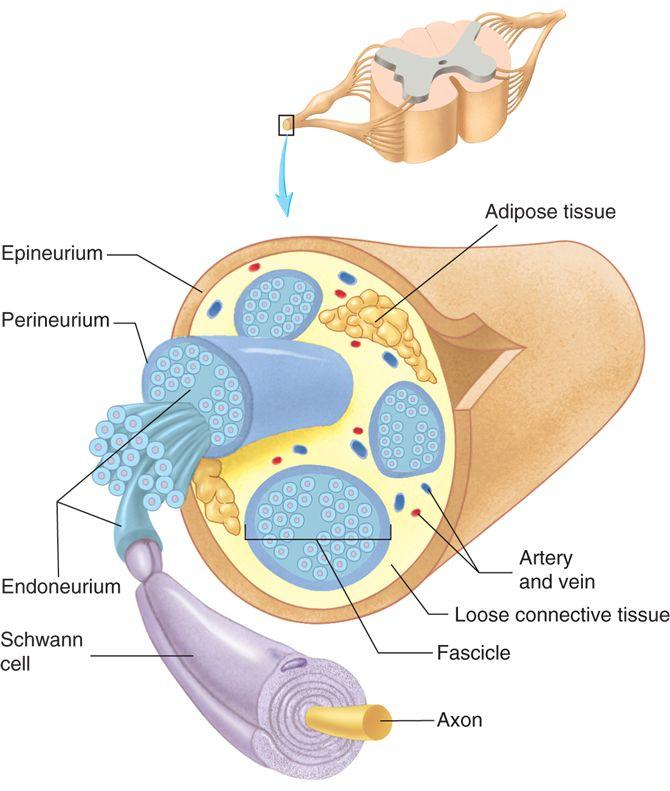 Adipose tissue
Epineurium
Perineurium
Endoneurium
Artery
and vein
Loose connective tissue
Schwann
cell
Fascicle
Axon